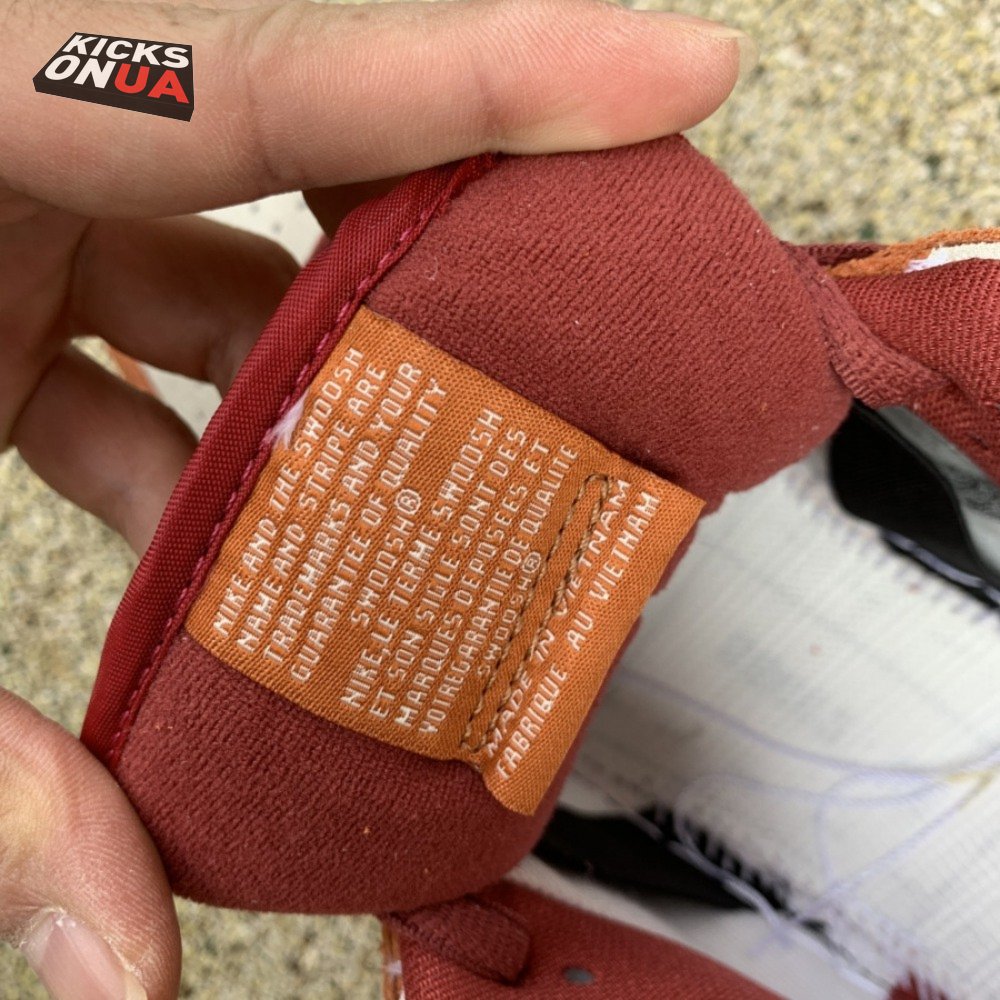 KICKS
ONUA
NIKE AND THE SWOOSH
NAME AND STRIPE ARE
TRADEMARKS AND YOUR
GUARANTEE OF QUALITY
SWOOSH®
NIKE,LE TERME SWOOSH
ET SON SIGLE SONT DES
MARQUES DEPOSEES ET
VOTREGARANTIE DE QUALITE
SWOOSH®
MADE IN VIETNAM
FABRIQUE AU VIETNAM